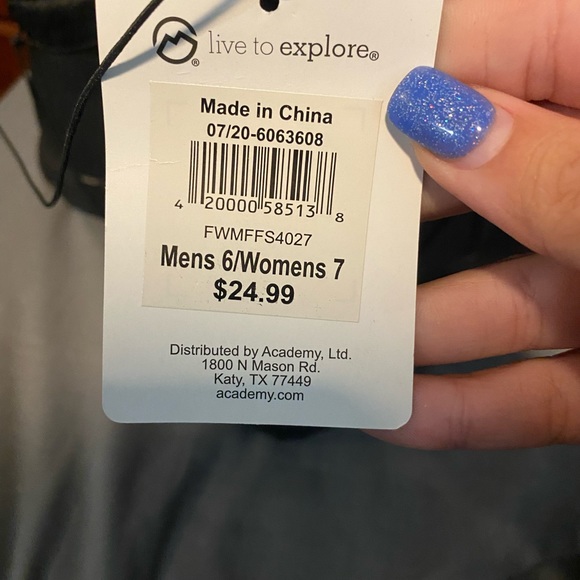 live to explore®
®
Made in China
07/20-6063608
4 20000 58513 8
FWMFFS4027
Mens 6/Womens 7
$24.99
Distributed by Academy, Ltd.
1800 N Mason Rd.
Katy, TX 77449
academy.com